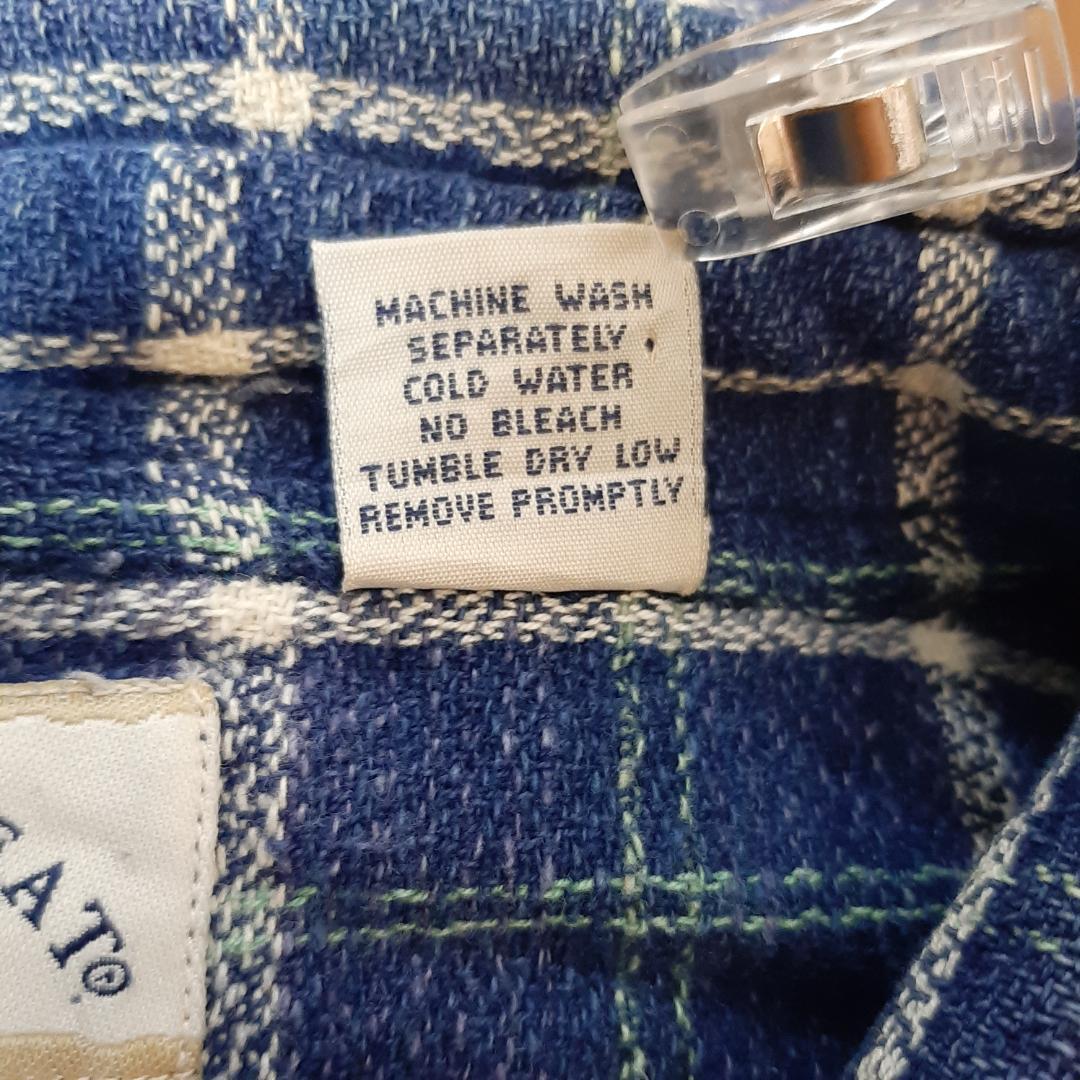 MACHINE WASH
SEPARATELY
COLD WATER
NO BLEACH
TUMBLE DRY LOW
REMOVE PROMPTLY